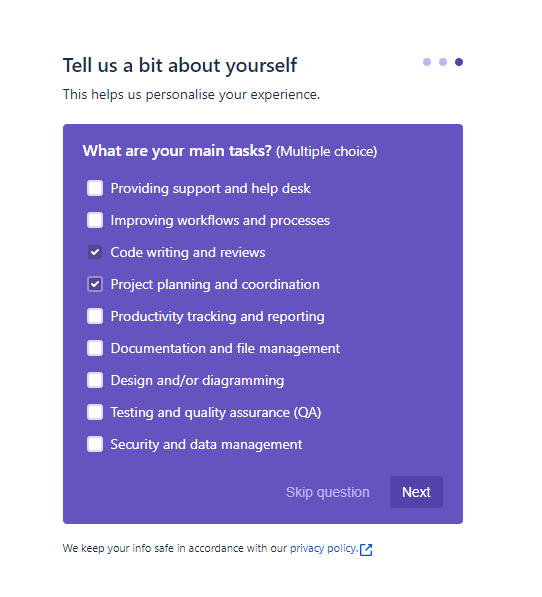 Tell us a bit about yourself
This helps us personalise your experience.
What are your main tasks? (Multiple choice)
Providing support and help desk
Improving workflows and processes
Code writing and reviews
Project planning and coordination
Productivity tracking and reporting
Documentation and file management
Design and/or diagramming
Testing and quality assurance (QA)
Security and data management
Skip question Next
We keep your info safe in accordance with our privacy policy.